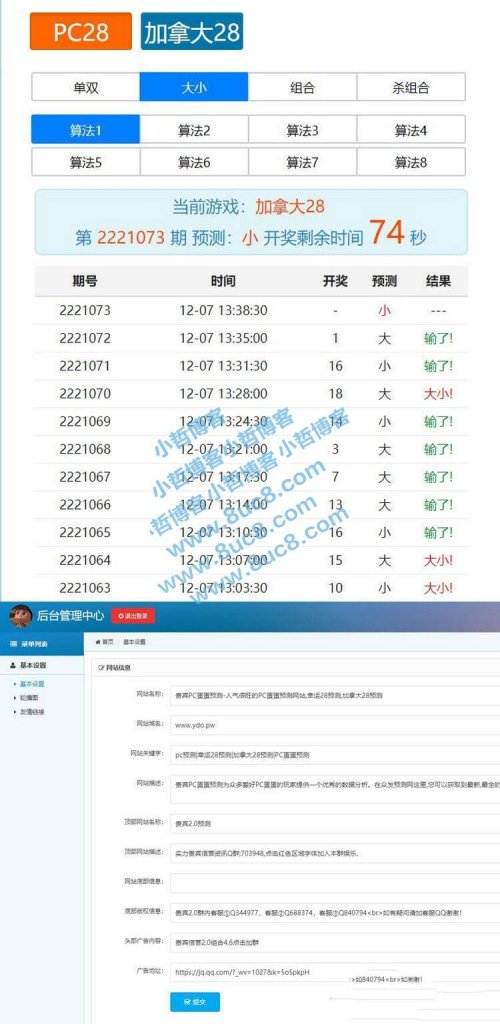 PC28 加拿大28
单双 大小 组合 杀组合
算法1 算法2 算法3 算法4
算法5 算法6 算法7 算法8
当前游戏：加拿大28
第 2221073 期 预测：小 开奖剩余时间 74 秒
期号 时间 开奖 预测 结果
2221073 12-07 13:38:30 - 小 ---
2221072 12-07 13:35:00 1 大 输了!
2221071 12-07 13:31:30 16 小 输了!
2221070 12-07 13:28:00 18 大 大小!
2221069 12-07 13:24:30 14 小 输了!
2221068 12-07 13:21:00 3 大 输了!
2221067 12-07 13:17:30 7 大 输了!
2221066 12-07 13:14:00 13 大 输了!
2221065 12-07 13:10:30 16 小 输了!
2221064 12-07 13:07:00 15 大 大小!
2221063 12-07 13:03:30 10 小 大小!
小哲博客小哲博客
小哲博客小哲博客小哲博客
哲博客小哲博客小哲博客
www.8uc8.com
www.8uc8.com
后台管理中心 退出登录
菜单列表 首页 基本设置
基本设置 网站信息
基本设置
轮播图
友情链接
网站名称： 贵宾PC蛋蛋预测-人气很旺的PC蛋蛋预测网站,幸运28预测,加拿大28预测
网站域名： www.ydo.pw
网站关键字： pc预测|幸运28预测|加拿大28预测|PC蛋蛋预测
网站描述： 贵宾PC蛋蛋预测为众多爱好PC蛋蛋的玩家提供一个优秀的数据分析，在众发预测网这里,您可以获取到最新,最全的
顶部网站名称： 贵宾2.0预测
顶部网站描述： 实力贵宾信誉资讯Q群;703948,点击红色区域字体加入本群娱乐,
网站底部信息：
底部版权信息： 贵宾2.0群内客服①Q344977，客服②Q688374，客服③Q840794<br>如有疑问请加客服QQ谢谢！
头部广告内容： 贵宾信誉2.0组合4.6点击加群
广告地址： https://jq.qq.com/?_wv=1027&k=5oSpkpH
>如840794<br>如有谢！
提交